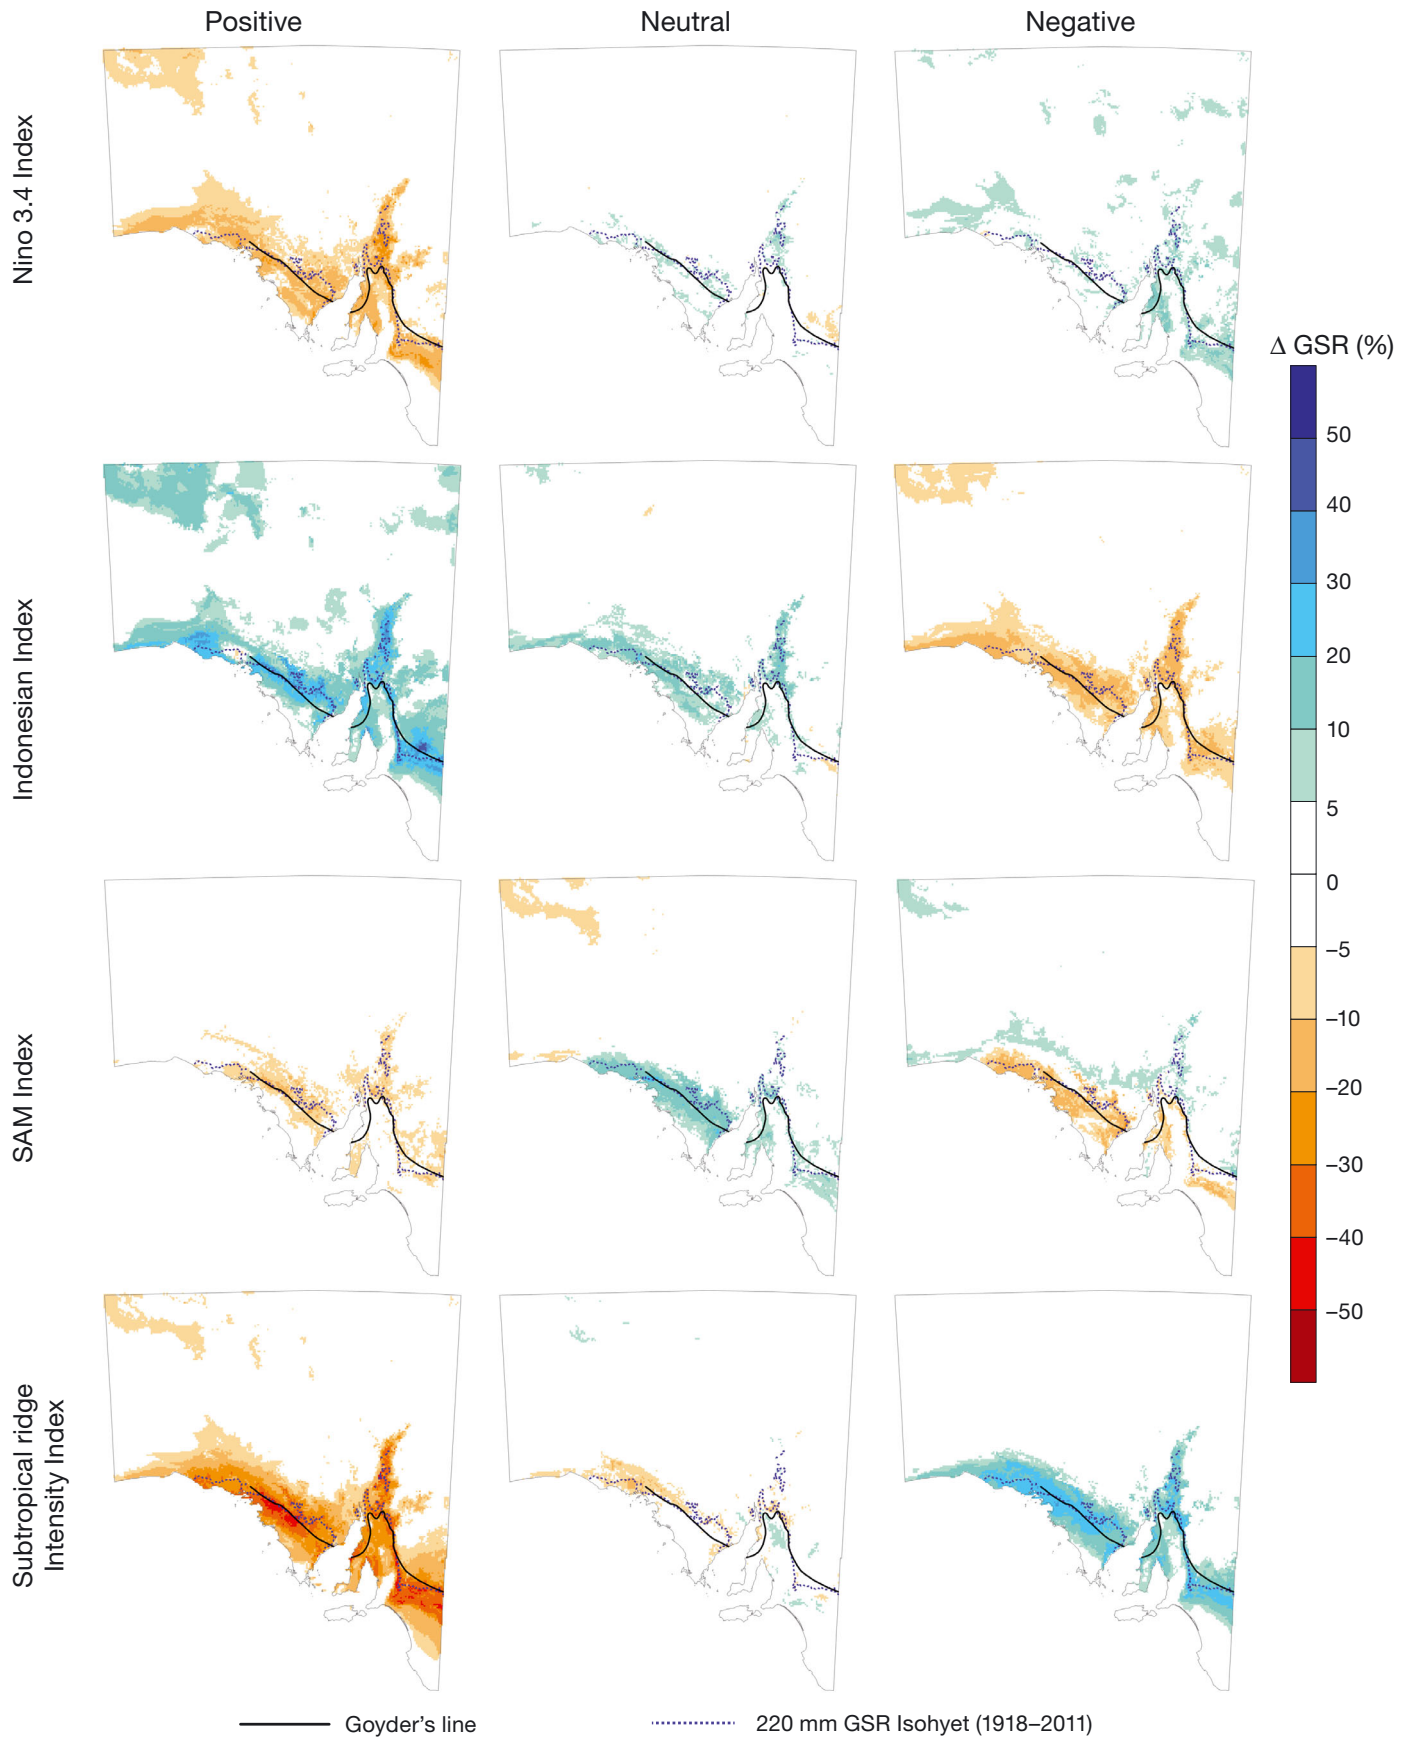 Positive
Neutral
Negative
Nino 3.4 Index
Indonesian Index
SAM Index
Subtropical ridge
Intensity Index
Δ GSR (%)
50
40
30
20
10
5
0
−5
−10
−20
−30
−40
−50
Goyder's line
220 mm GSR Isohyet (1918–2011)